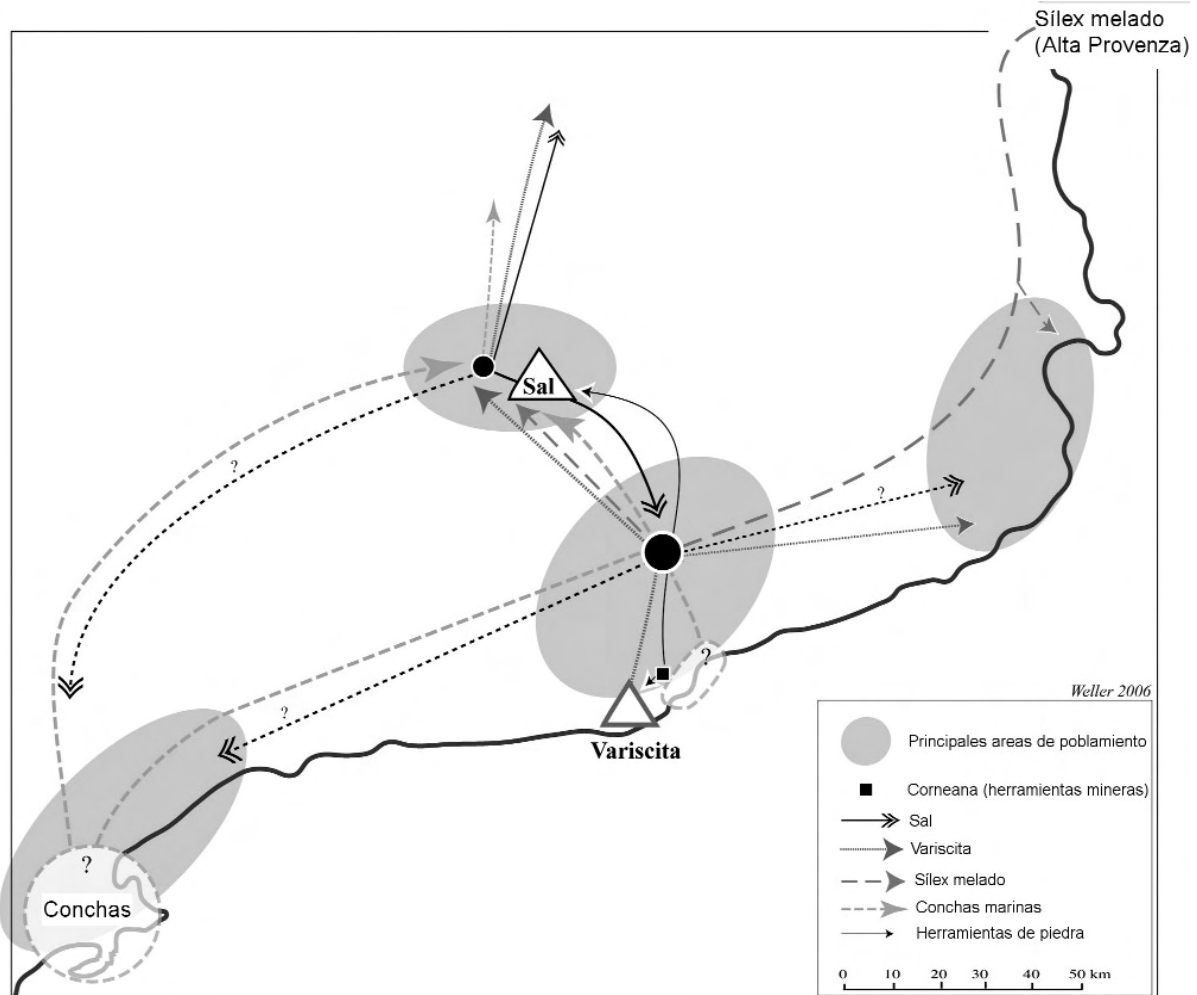 Sílex melado
(Alta Provenza)
Sal
?
?
?
?
Variscita
?
Conchas
Weller 2006
Principales areas de poblamiento
Corneana (herramientas mineras)
Sal
Variscita
Sílex melado
Conchas marinas
Herramientas de piedra
0 10 20 30 40 50 km